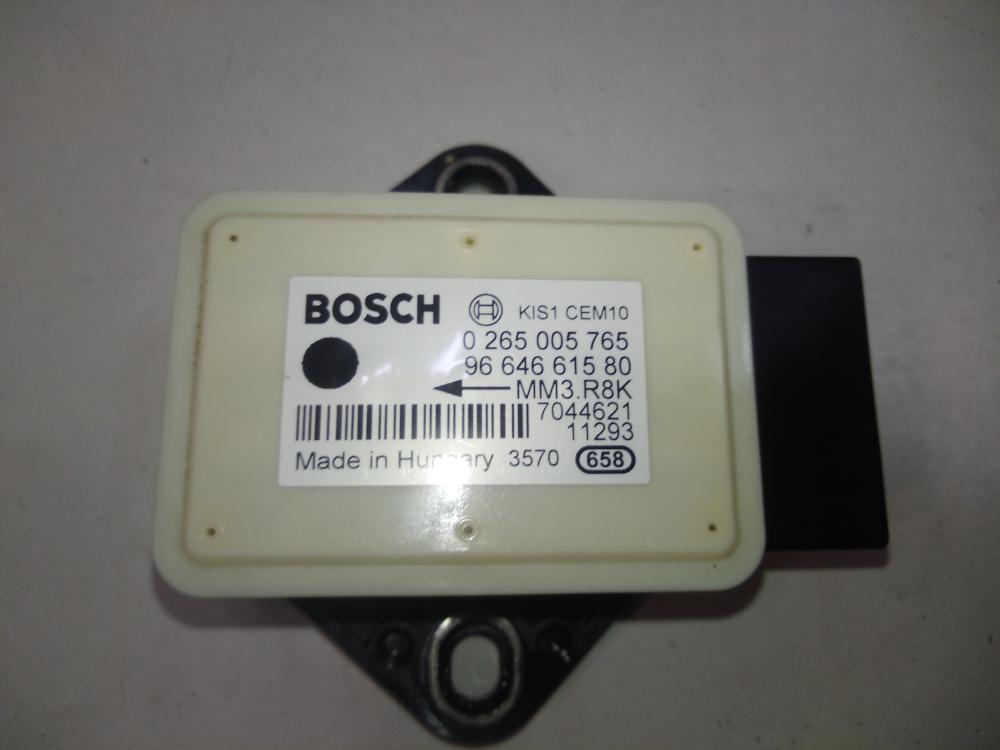 BOSCH KIS1 CEM10
0 265 005 765
96 646 615 80
MM3.R8K
7044621
11293
Made in Hungary 3570 658